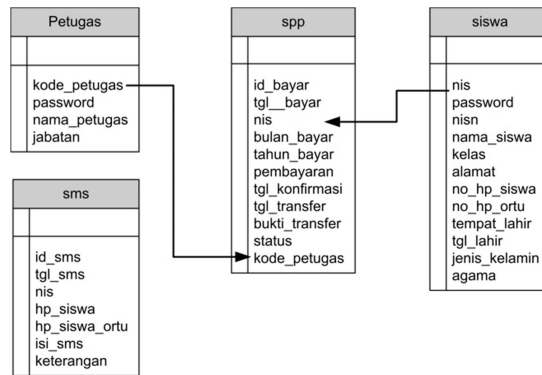 Petugas
kode_petugas
password
nama_petugas
jabatan
sms
id_sms
tgl_sms
nis
hp_siswa
hp_siswa_ortu
isi_sms
keterangan
spp
id_bayar
tgl__bayar
nis
bulan_bayar
tahun_bayar
pembayaran
tgl_konfirmasi
tgl_transfer
bukti_transfer
status
kode_petugas
siswa
nis
password
nisn
nama_siswa
kelas
alamat
no_hp_siswa
no_hp_ortu
tempat_lahir
tgl_lahir
jenis_kelamin
agama